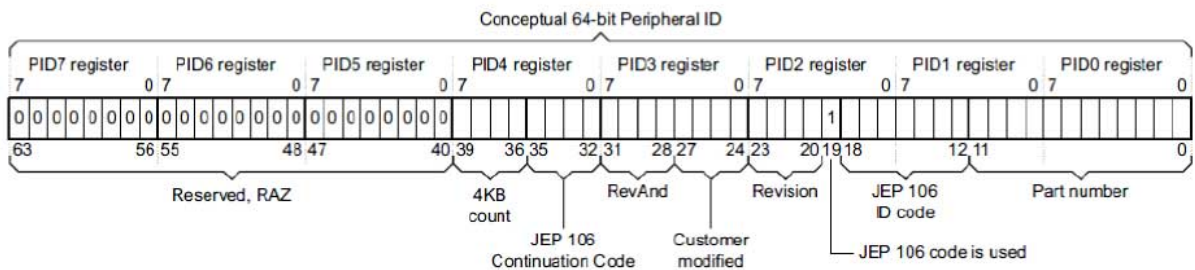 Conceptual 64-bit Peripheral ID
PID7 register PID6 register PID5 register PID4 register PID3 register PID2 register PID1 register PID0 register
7 0 7 0 7 0 7 0 7 0 7 0 7 0 7 0
0 0 0 0 0 0 0 0 0 0 0 0 0 0 0 0 0 0 0 0 0 0 0 0 1
63 56 55 48 47 40 39 36 35 32 31 28 27 24 23 20 19 18 12 11 0
Reserved, RAZ 4KB count RevAnd Revision JEP 106 ID code Part number
JEP 106 Continuation Code Customer modified JEP 106 code is used